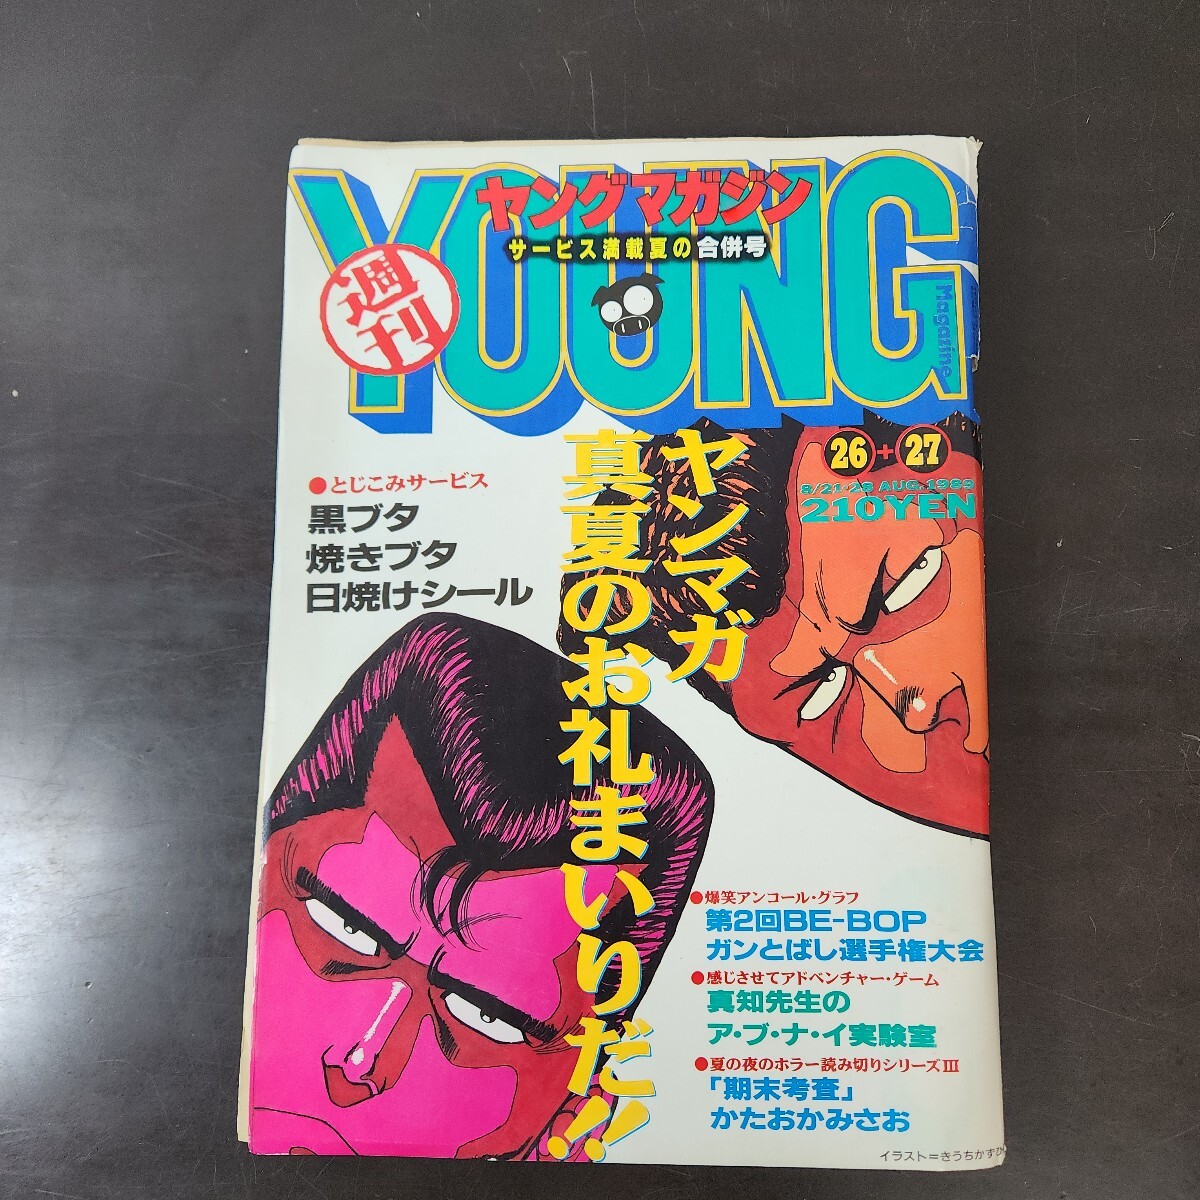 YOUNG
ヤングマガジン
サービス満載夏の合併号
週刊
Magazine
26+27
8/21・28 AUG.1989
210YEN
●とじこみサービス
黒ブタ
焼きブタ
日焼けシール
ヤンマガ
真夏のお礼まいりだ!!
●爆笑アンコール・グラフ
第2回BE-BOP
ガンとばし選手権大会
●感じさせてアドベンチャー・ゲーム
真知先生の
ア・ブ・ナ・イ実験室
●夏の夜のホラー読み切りシリーズIII
「期末考査」
かたおかみさお
イラスト=きうちかずひ